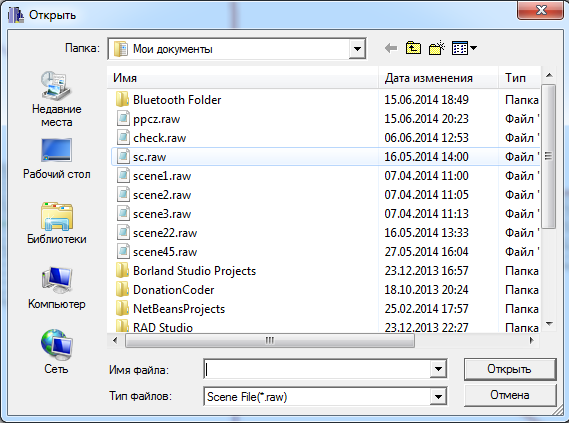 Открыть
Папка: Мои документы
Недавние места
Рабочий стол
Библиотеки
Компьютер
Сеть
Имя Дата изменения Тип
Bluetooth Folder 15.06.2014 18:49 Папка
ppcz.raw 15.06.2014 20:23 Файл "
check.raw 06.06.2014 12:53 Файл "
sc.raw 16.05.2014 14:00 Файл "
scene1.raw 07.04.2014 11:00 Файл "
scene2.raw 07.04.2014 11:05 Файл "
scene3.raw 07.04.2014 11:13 Файл "
scene22.raw 16.05.2014 13:33 Файл "
scene45.raw 27.05.2014 16:04 Файл "
Borland Studio Projects 23.12.2013 16:57 Папка
DonationCoder 18.10.2013 20:24 Папка
NetBeansProjects 25.02.2014 17:57 Папка
RAD Studio 23.12.2013 22:27 Папка
Имя файла: Открыть
Тип файлов: Scene File(*.raw) Отмена